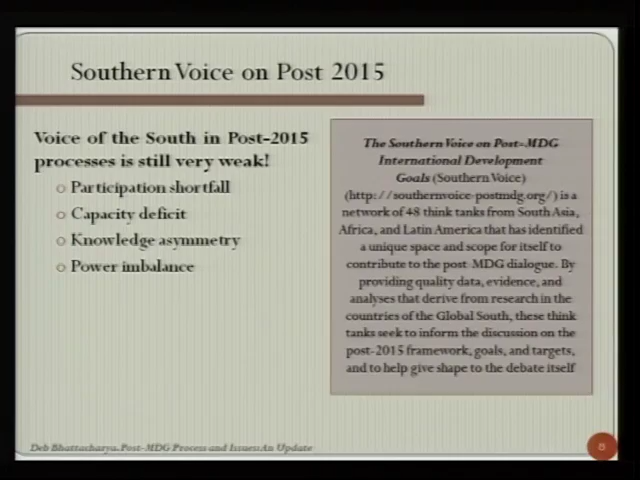 Southern Voice on Post 2015
Voice of the South in Post-2015
processes is still very weak!
Participation shortfall
Capacity deficit
Knowledge asymmetry
Power imbalance
The Southern Voice on Post-MDG
International Development
Goals (Southern Voice)
(http://southernvoice-postmdg.org/) is a
network of 48 think tanks from South Asia,
Africa, and Latin America that has identified
a unique space and scope for itself to
contribute to the post-MDG dialogue. By
providing quality data, evidence, and
analyses that derive from research in the
countries of the Global South, these think
tanks seek to inform the discussion on the
post-2015 framework, goals, and targets,
and to help give shape to the debate itself
Deb Bhattacharya.Post-MDG Process and Issues:An Update
8